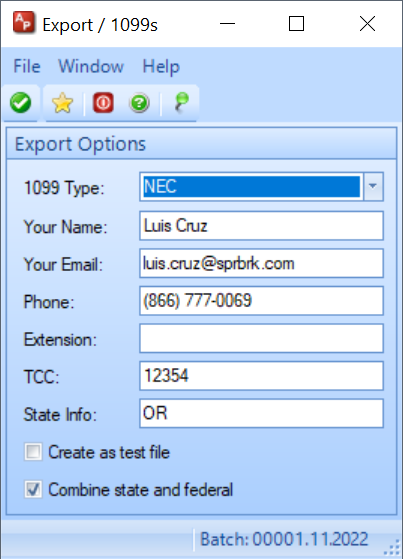 AP Export / 1099s
File Window Help
Export Options
1099 Type: NEC
Your Name: Luis Cruz
Your Email: luis.cruz@sprbrk.com
Phone: (866) 777-0069
Extension:
TCC: 12354
State Info: OR
Create as test file
Combine state and federal
Batch: 00001.11.2022